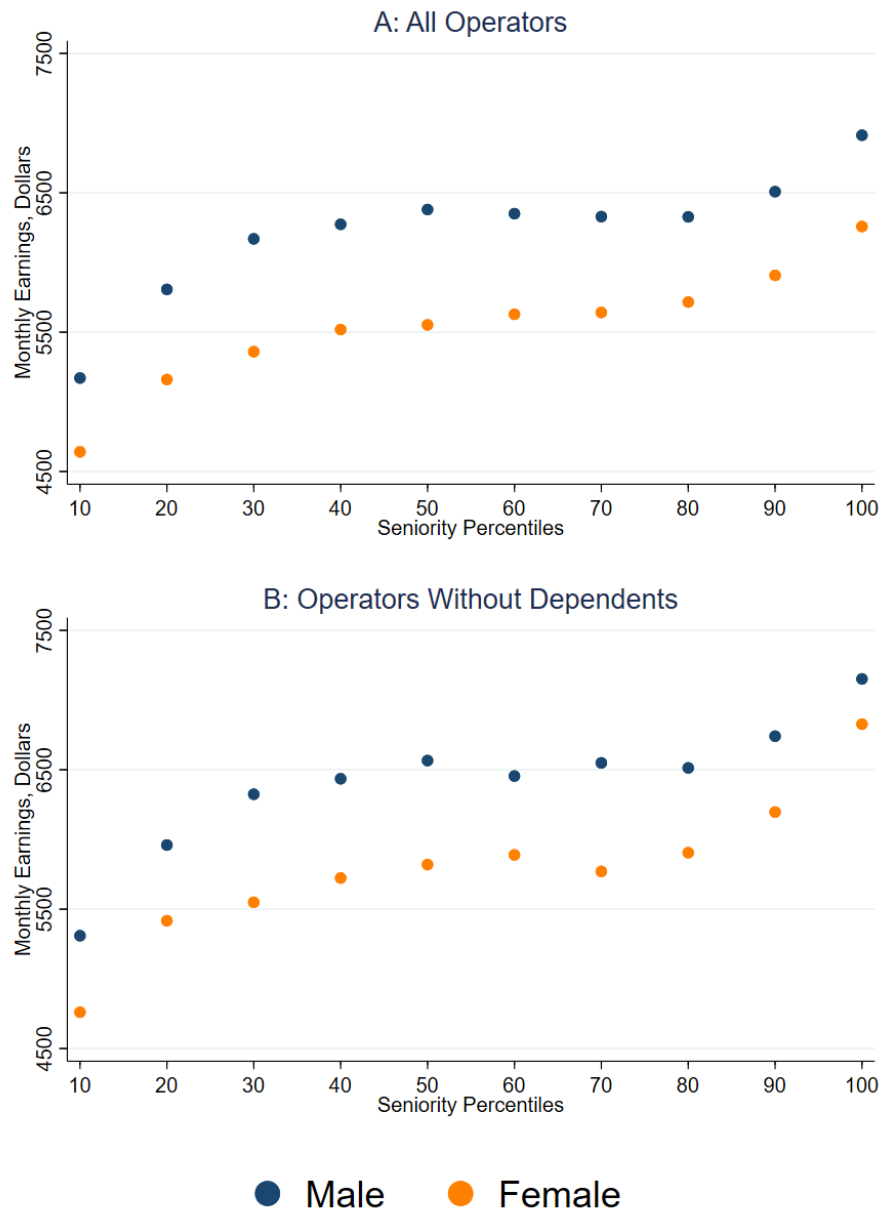 A: All Operators
Monthly Earnings, Dollars
7500
6500
5500
4500
10 20 30 40 50 60 70 80 90 100
Seniority Percentiles
B: Operators Without Dependents
Monthly Earnings, Dollars
7500
6500
5500
4500
10 20 30 40 50 60 70 80 90 100
Seniority Percentiles
Male Female